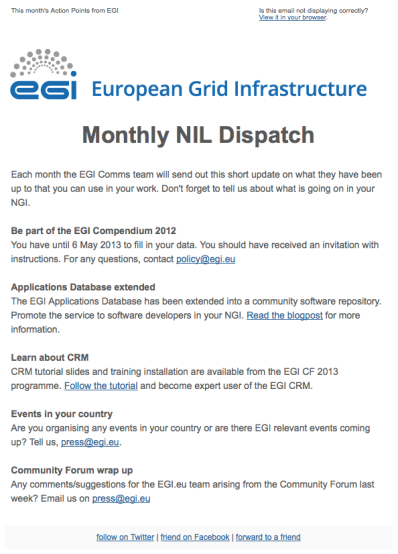 This month's Action Points from EGI
Is this email not displaying correctly?
View it in your browser.
egi
European Grid Infrastructure
Monthly NIL Dispatch
Each month the EGI Comms team will send out this short update on what they have been
up to that you can use in your work. Don't forget to tell us about what is going on in your
NGI.
Be part of the EGI Compendium 2012
You have until 6 May 2013 to fill in your data. You should have received an invitation with
instructions. For any questions, contact policy@egi.eu
Applications Database extended
The EGI Applications Database has been extended into a community software repository.
Promote the service to software developers in your NGI. Read the blogpost for more
information.
Learn about CRM
CRM tutorial slides and training installation are available from the EGI CF 2013
programme. Follow the tutorial and become expert user of the EGI CRM.
Events in your country
Are you organising any events in your country or are there EGI relevant events coming
up? Tell us, press@egi.eu.
Community Forum wrap up
Any comments/suggestions for the EGI.eu team arising from the Community Forum last
week? Email us on press@egi.eu
follow on Twitter | friend on Facebook | forward to a friend